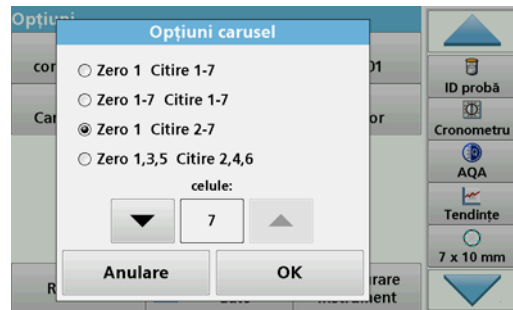 Opțiuni
Opțiuni carusel
Zero 1 Citire 1-7
Zero 1-7 Citire 1-7
Zero 1 Citire 2-7
Zero 1,3,5 Citire 2,4,6
celule:
7
Anulare
OK
ID probă
Cronometru
AQA
Tendințe
7 x 10 mm